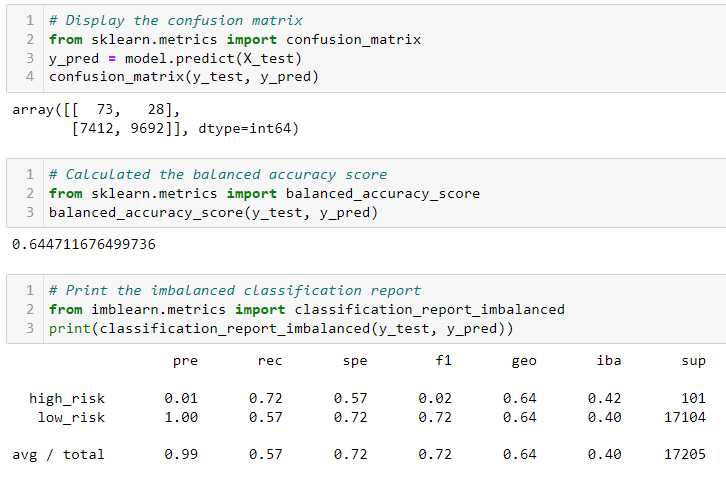 1 # Display the confusion matrix
2 from sklearn.metrics import confusion_matrix
3 y_pred = model.predict(X_test)
4 confusion_matrix(y_test, y_pred)
array([[  73,   28],
       [7412, 9692]], dtype=int64)
1 # Calculated the balanced accuracy score
2 from sklearn.metrics import balanced_accuracy_score
3 balanced_accuracy_score(y_test, y_pred)
0.644711676499736
1 # Print the imbalanced classification report
2 from imblearn.metrics import classification_report_imbalanced
3 print(classification_report_imbalanced(y_test, y_pred))
pre rec spe f1 geo iba sup
high_risk 0.01 0.72 0.57 0.02 0.64 0.42 101
low_risk 1.00 0.57 0.72 0.72 0.64 0.40 17104
avg / total 0.99 0.57 0.72 0.72 0.64 0.40 17205